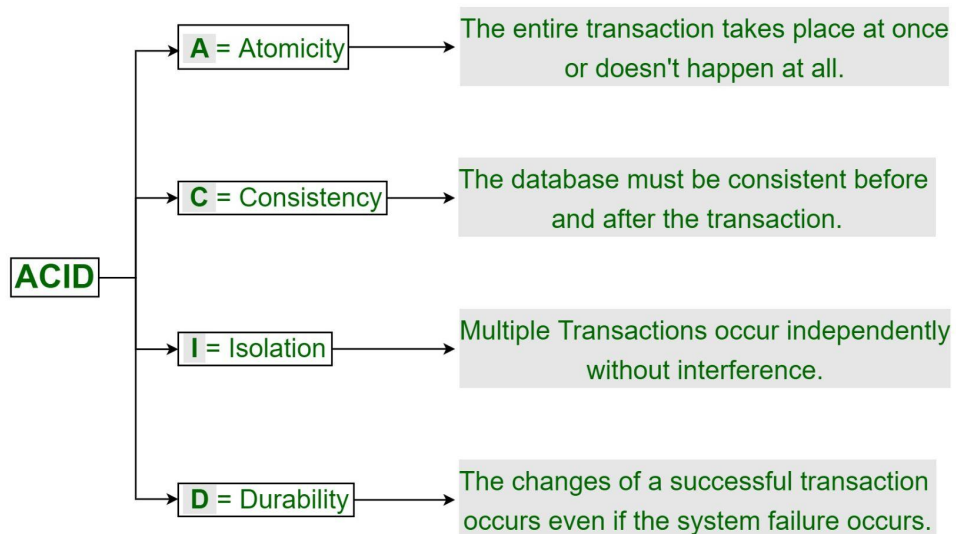 A = Atomicity
The entire transaction takes place at once
or doesn't happen at all.
C = Consistency
The database must be consistent before
and after the transaction.
ACID
I = Isolation
Multiple Transactions occur independently
without interference.
D = Durability
The changes of a successful transaction
occurs even if the system failure occurs.